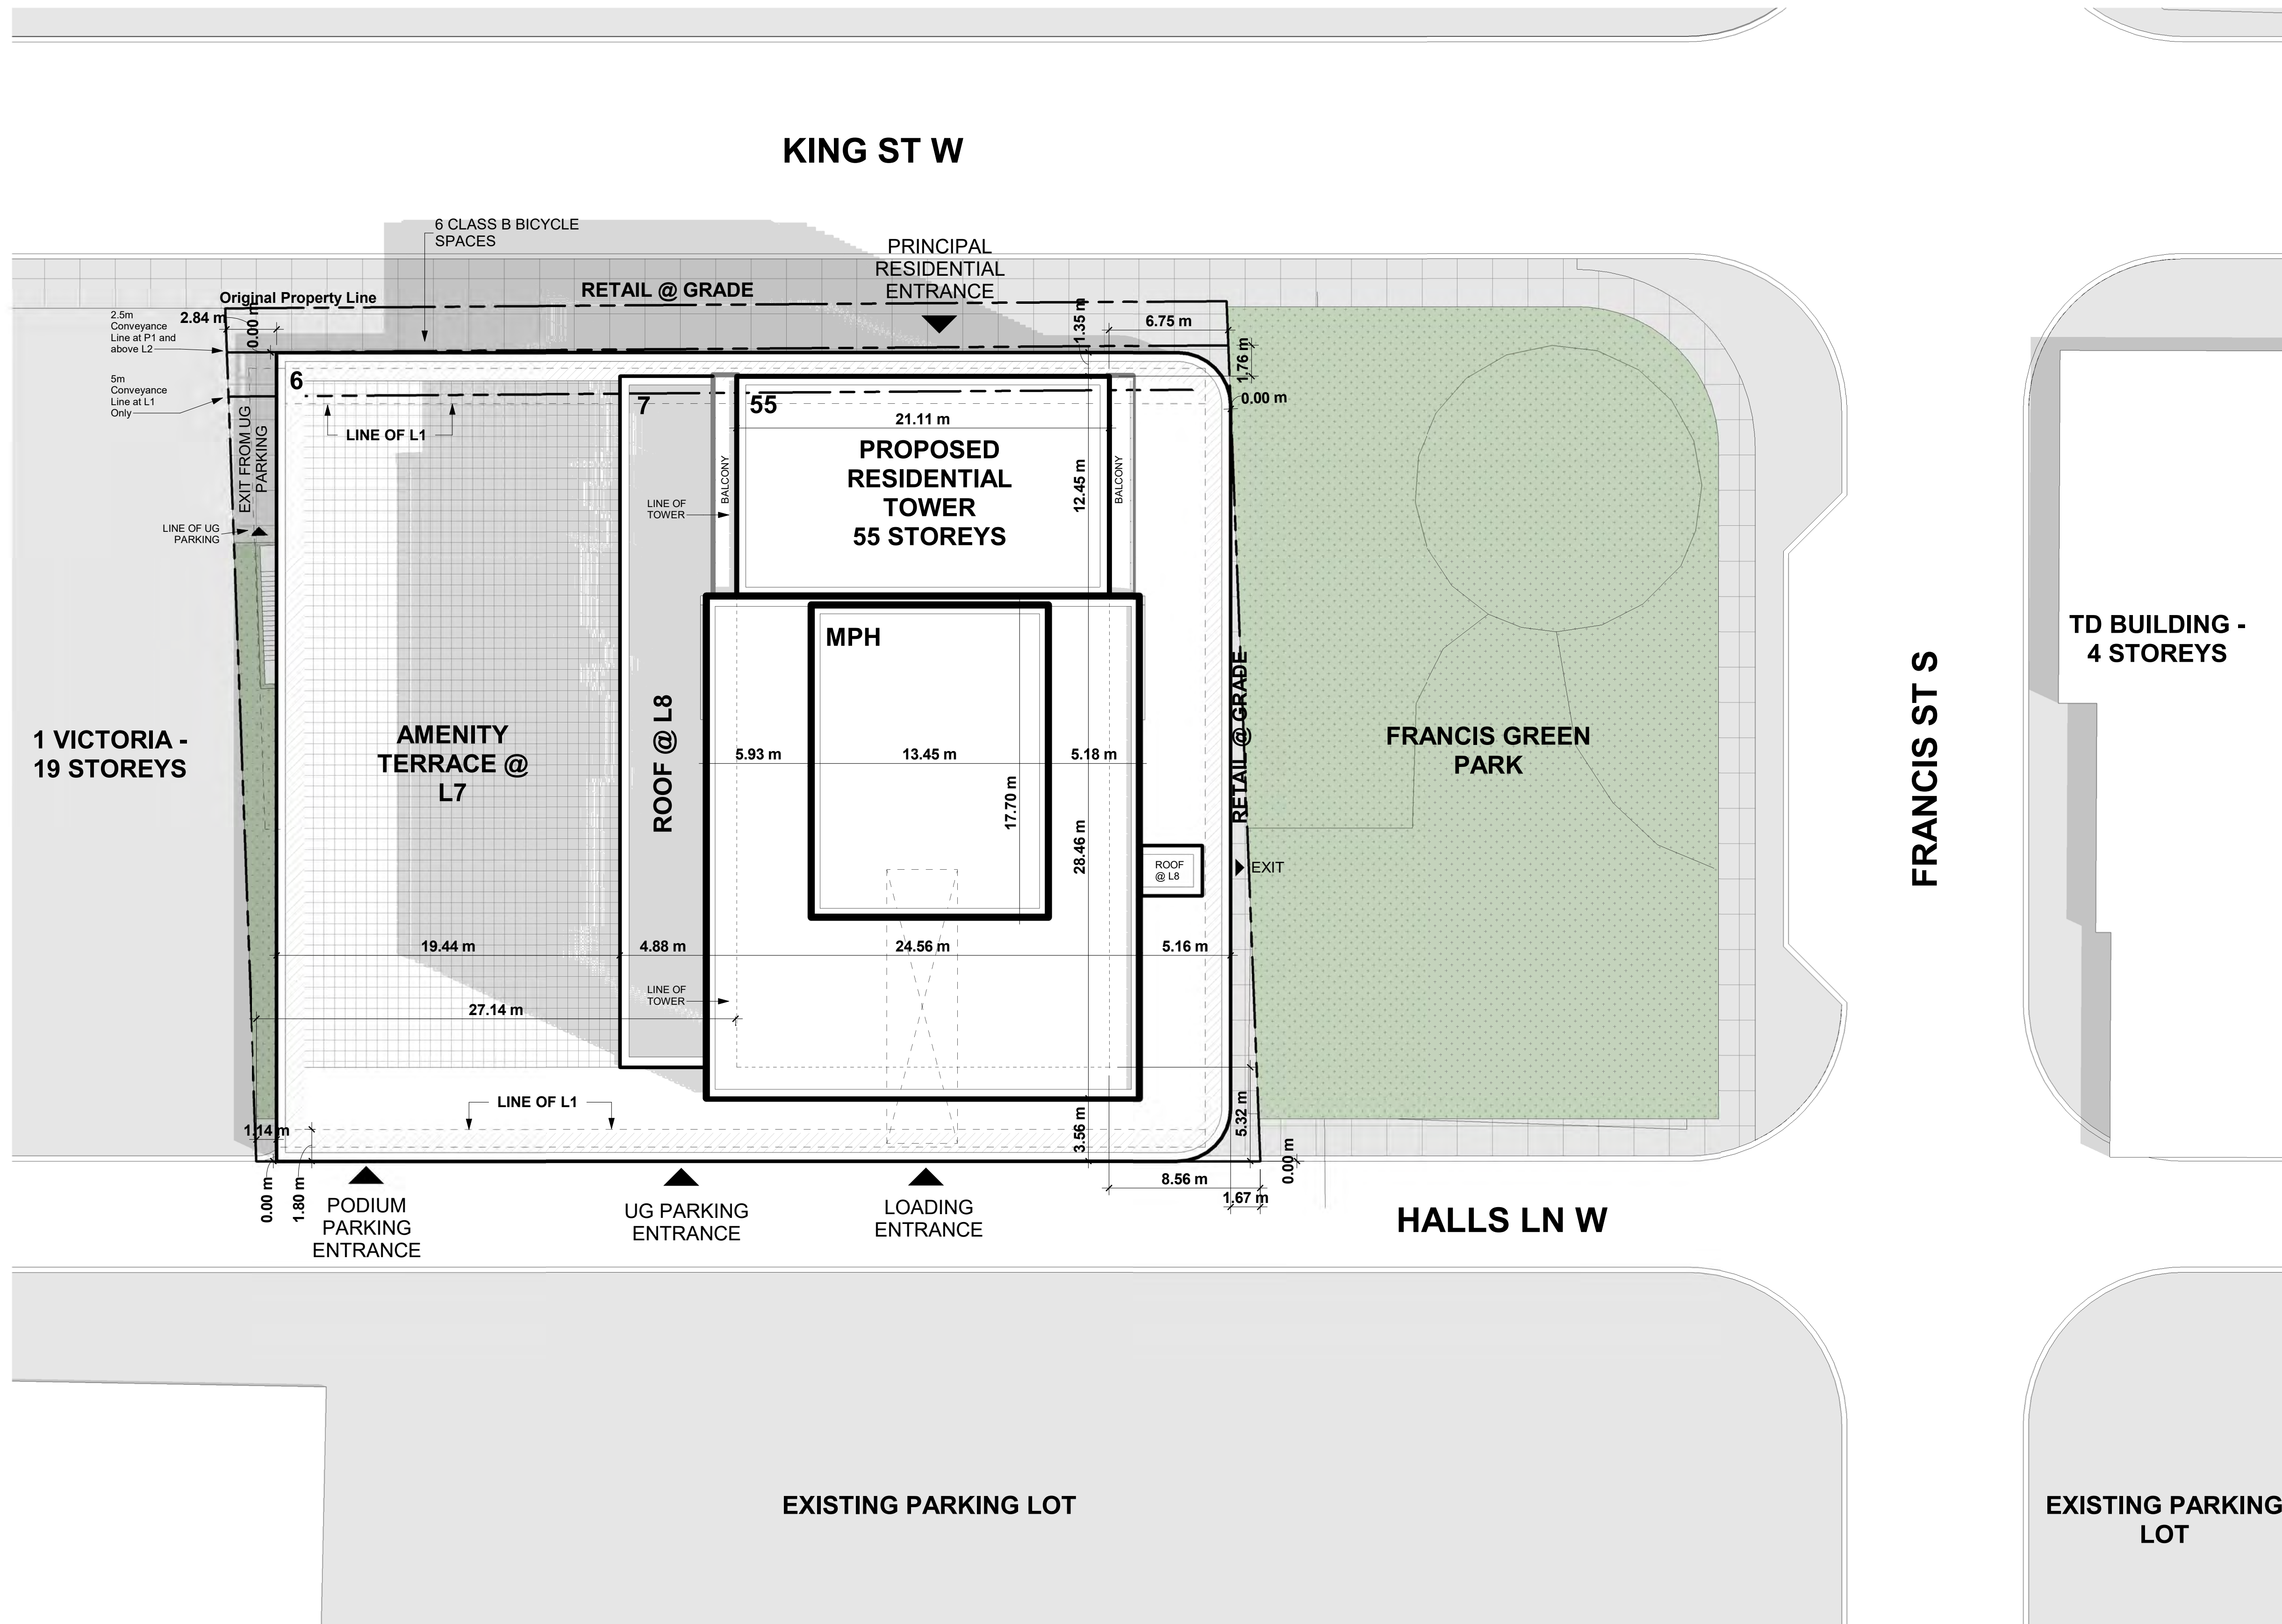 KING ST W
6 CLASS B BICYCLE
SPACES
PRINCIPAL
RESIDENTIAL
ENTRANCE
RETAIL @ GRADE
Original Property Line
2.84 m
0.00 m
2.5m
Conveyance
Line at P1 and
above L2
5m
Conveyance
Line at L1
Only
1.35 m
6.75 m
1.76 m
0.00 m
6
7
55
LINE OF L1
21.11 m
EXIT FROM UG
PARKING
LINE OF UG
PARKING
BALCONY
LINE OF
TOWER
PROPOSED
RESIDENTIAL
TOWER
55 STOREYS
12.45 m
BALCONY
MPH
1 VICTORIA -
19 STOREYS
AMENITY
TERRACE @
L7
ROOF @ L8
5.93 m
13.45 m
5.18 m
17.70 m
28.46 m
RETAIL @ GRADE
FRANCIS GREEN
PARK
FRANCIS ST S
TD BUILDING -
4 STOREYS
ROOF
@ L8
EXIT
19.44 m
4.88 m
24.56 m
5.16 m
LINE OF
TOWER
27.14 m
LINE OF L1
1.14 m
3.56 m
5.32 m
0.00 m
1.80 m
0.00 m
8.56 m
1.67 m
PODIUM
PARKING
ENTRANCE
UG PARKING
ENTRANCE
LOADING
ENTRANCE
HALLS LN W
EXISTING PARKING LOT
EXISTING PARKING
LOT